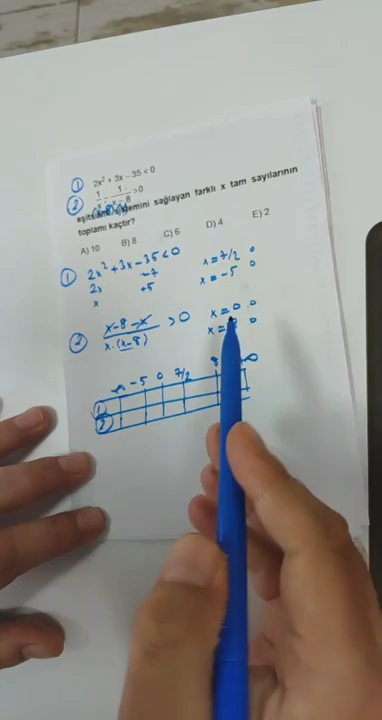 ① 2x² + 3x – 35 < 0
② 1/x - 1/(x – 8) > 0
(x-8) (x)
eşitsizlik sistemini sağlayan farklı x tam sayılarının
toplamı kaçtır?
A) 10 B) 8 C) 6 D) 4 E) 2
① 2x² + 3x - 35 < 0 x = 7/2
2x -7 x = -5
x +5
② (x - 8 - x)/(x · (x - 8)) > 0 x = 0
x =
-∞ -5 0 7/2 8 ∞
①
②